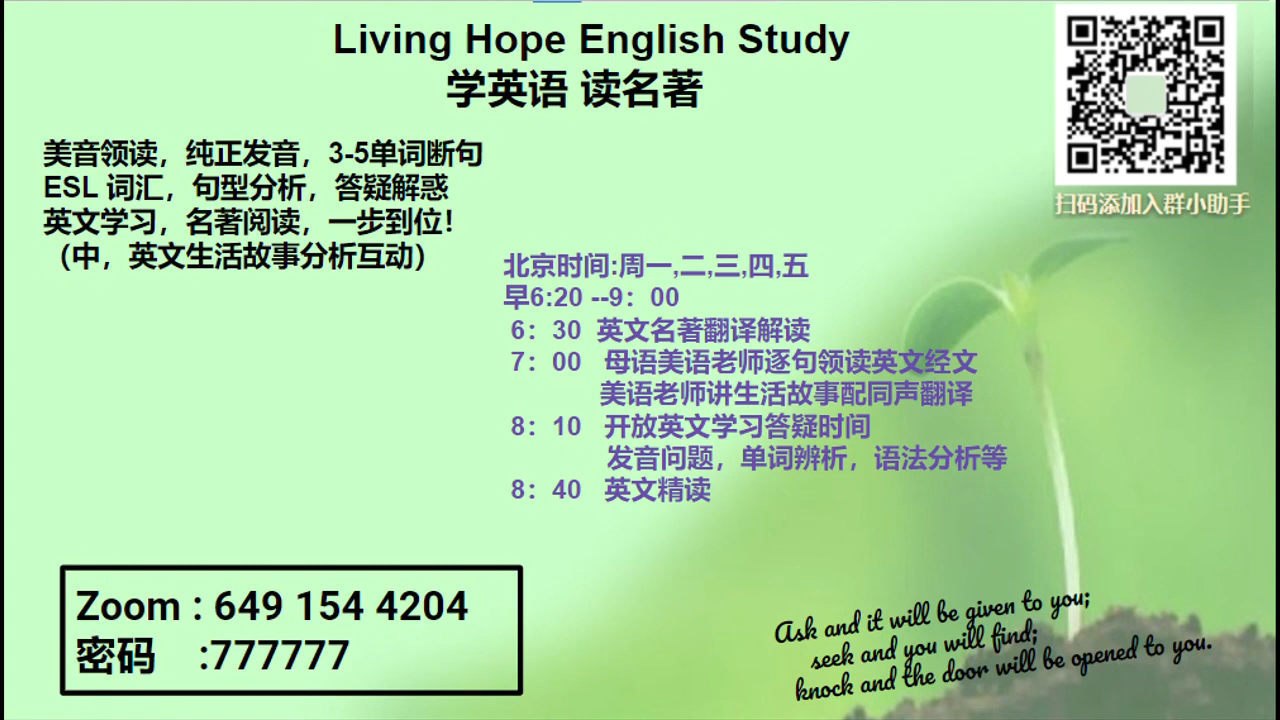 Living Hope English Study
学英语 读名著
扫码添加入群小助手
美音领读，纯正发音，3-5单词断句
ESL 词汇，句型分析，答疑解惑
英文学习，名著阅读，一步到位！
（中，英文生活故事分析互动）
北京时间:周一,二,三,四,五
早6:20 --9：00
6：30 英文名著翻译解读
7：00 母语美语老师逐句领读英文经文
美语老师讲生活故事配同声翻译
8：10 开放英文学习答疑时间
发音问题，单词辨析，语法分析等
8：40 英文精读
Zoom : 649 154 4204
密码 :777777
Ask and it will be given to you;
seek and you will find;
knock and the door will be opened to you.